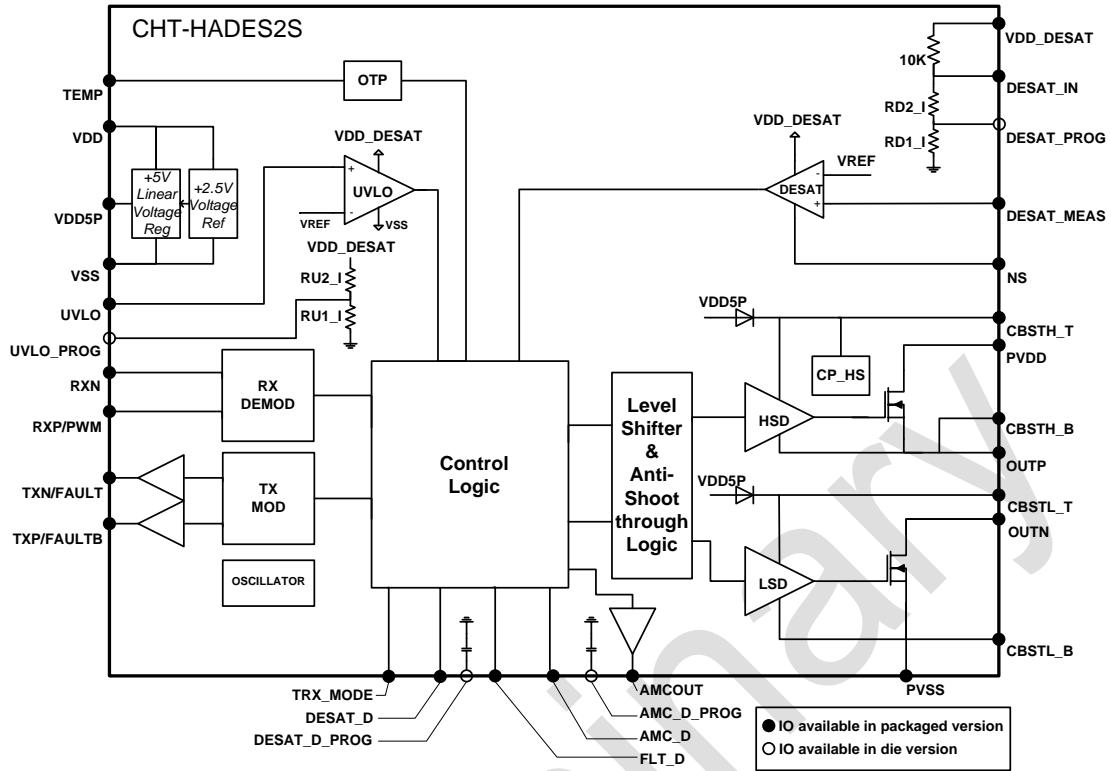 CHT-HADES2S
TEMP
OTP
VDD
VDD5P
VSS
+5V
Linear
Voltage
Reg
+2.5V
Voltage
Ref
UVLO
UVLO_PROG
VDD_DESAT
+
UVLO
-
VREF
VSS
VDD_DESAT
RU2_I
RU1_I
RXN
RXP/PWM
RX
DEMOD
TXN/FAULT
TXP/FAULTB
TX
MOD
OSCILLATOR
Control
Logic
Level
Shifter
&
Anti-
Shoot
through
Logic
VDD_DESAT
10K
DESAT_IN
RD2_I
DESAT_PROG
RD1_I
VDD_DESAT
-
VREF
DESAT
+
DESAT_MEAS
NS
VDD5P
CBSTH_T
PVDD
CP_HS
HSD
CBSTH_B
OUTP
VDD5P
CBSTL_T
OUTN
LSD
CBSTL_B
PVSS
TRX_MODE
DESAT_D
DESAT_D_PROG
AMCOUT
AMC_D_PROG
AMC_D
FLT_D
IO available in packaged version
IO available in die version
inary